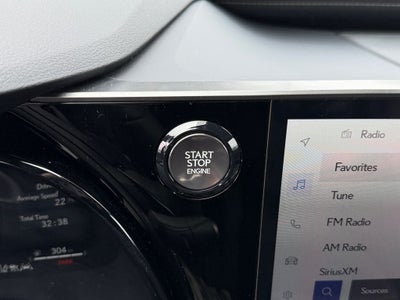 START
STOP
ENGINE
Radio
Favorites
Tune
FM Radio
AM Radio
SiriusXM
Sources
Average Speed
22
Total Time
32:38
304